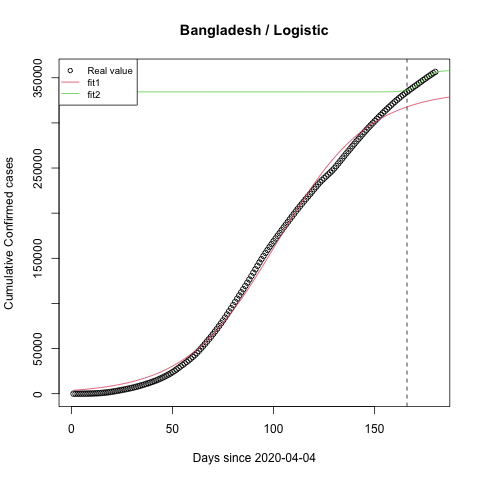 Bangladesh / Logistic
Real value
fit1
fit2
Cumulative Confirmed cases
350000
250000
150000
50000
0
0
50
100
150
Days since 2020-04-04